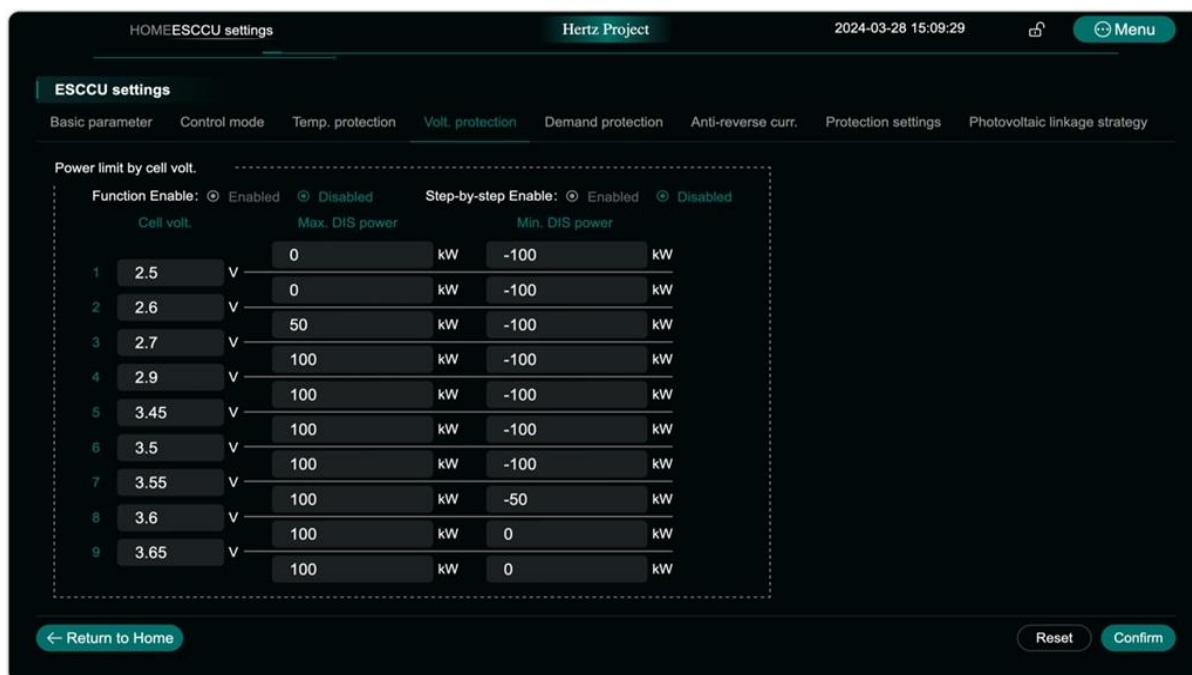 HOMEESCCU settings Hertz Project 2024-03-28 15:09:29 Menu
ESCCU settings
Basic parameter Control mode Temp. protection Volt. protection Demand protection Anti-reverse curr. Protection settings Photovoltaic linkage strategy
Power limit by cell volt.
Function Enable: Enabled Disabled Step-by-step Enable: Enabled Disabled
Cell volt. Max. DIS power Min. DIS power
0 kW -100 kW
1 2.5 V
0 kW -100 kW
2 2.6 V
50 kW -100 kW
3 2.7 V
100 kW -100 kW
4 2.9 V
100 kW -100 kW
5 3.45 V
100 kW -100 kW
6 3.5 V
100 kW -100 kW
7 3.55 V
100 kW -50 kW
8 3.6 V
100 kW 0 kW
9 3.65 V
100 kW 0 kW
← Return to Home Reset Confirm